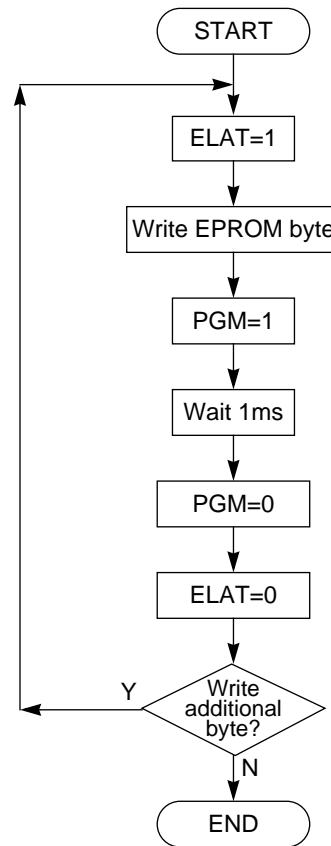 START
ELAT=1
Write EPROM byte
PGM=1
Wait 1ms
PGM=0
ELAT=0
Y
Write
additional
byte?
N
END